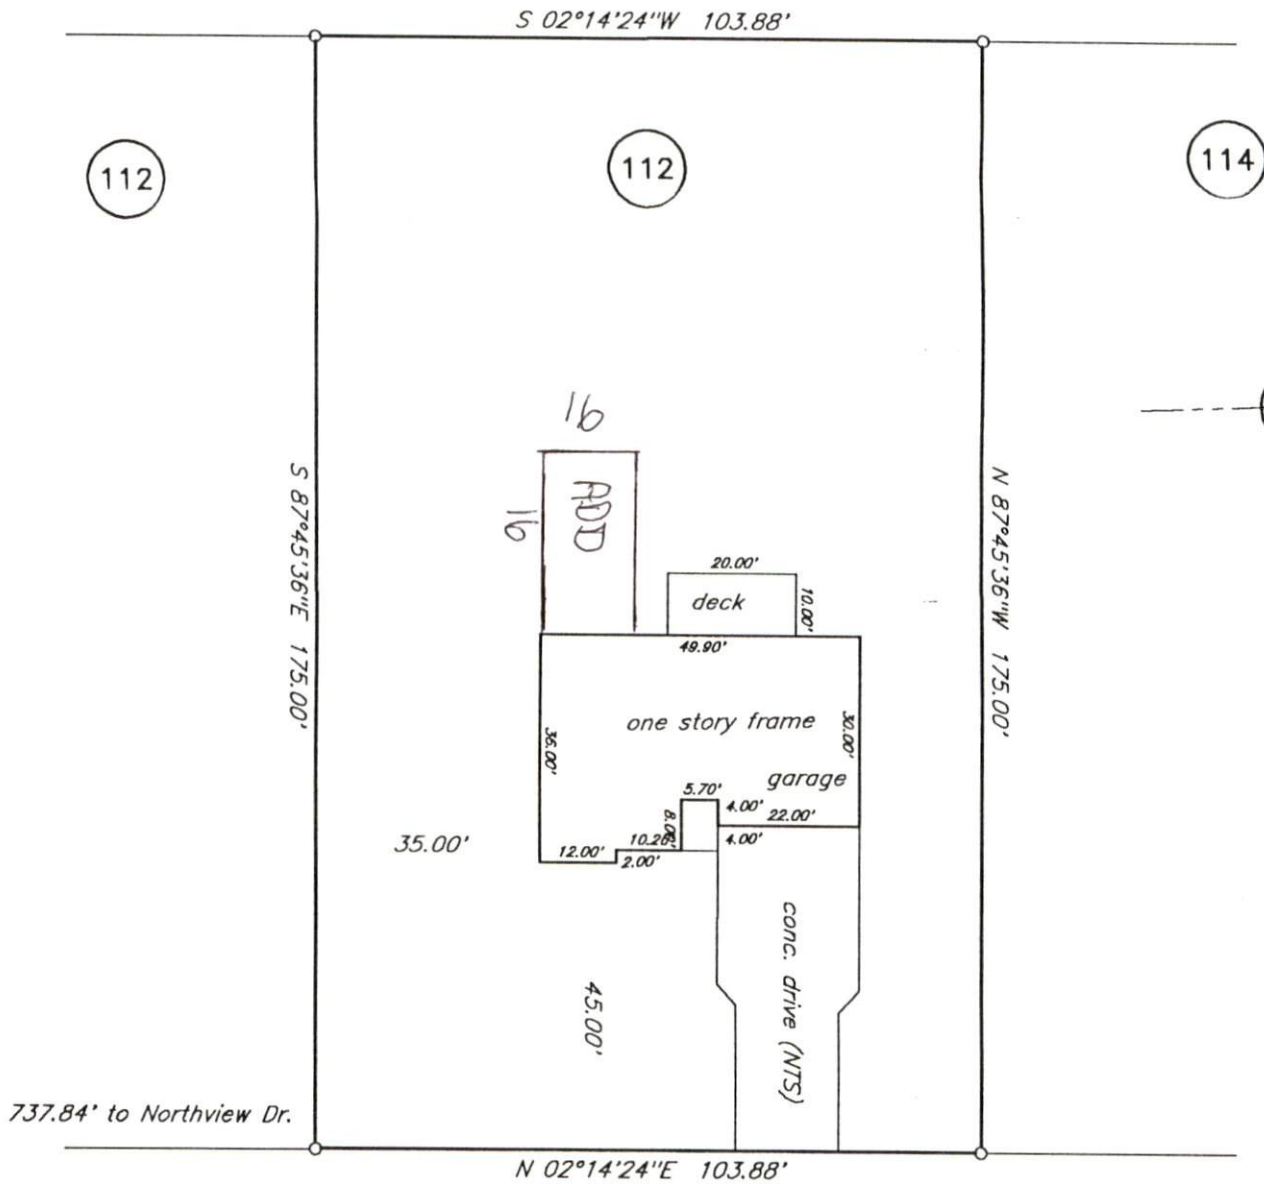 S 02°14'24"W 103.88'
112
112
114
16
16
ADD
S 87°45'36"E 175.00'
N 87°45'36"W 175.00'
20.00'
deck
10.00'
49.90'
one story frame
36.00'
30.00'
garage
5.70'
4.00'
22.00'
8.00'
4.00'
35.00'
12.00'
10.20'
2.00'
conc. drive (NTS)
45.00'
737.84' to Northview Dr.
N 02°14'24"E 103.88'